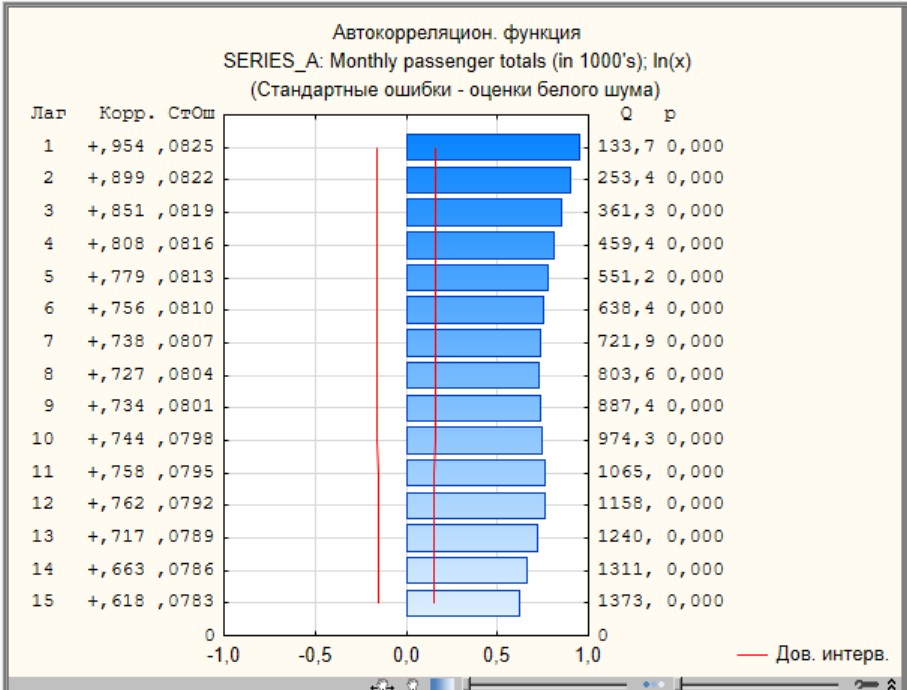 Автокорреляцион. функция
SERIES_A: Monthly passenger totals (in 1000's); ln(x)
(Стандартные ошибки - оценки белого шума)
Лаг Корр. СтОш Q p
1 +,954 ,0825 133,7 0,000
2 +,899 ,0822 253,4 0,000
3 +,851 ,0819 361,3 0,000
4 +,808 ,0816 459,4 0,000
5 +,779 ,0813 551,2 0,000
6 +,756 ,0810 638,4 0,000
7 +,738 ,0807 721,9 0,000
8 +,727 ,0804 803,6 0,000
9 +,734 ,0801 887,4 0,000
10 +,744 ,0798 974,3 0,000
11 +,758 ,0795 1065, 0,000
12 +,762 ,0792 1158, 0,000
13 +,717 ,0789 1240, 0,000
14 +,663 ,0786 1311, 0,000
15 +,618 ,0783 1373, 0,000
0 0
-1,0 -0,5 0,0 0,5 1,0 Дов. интерв.